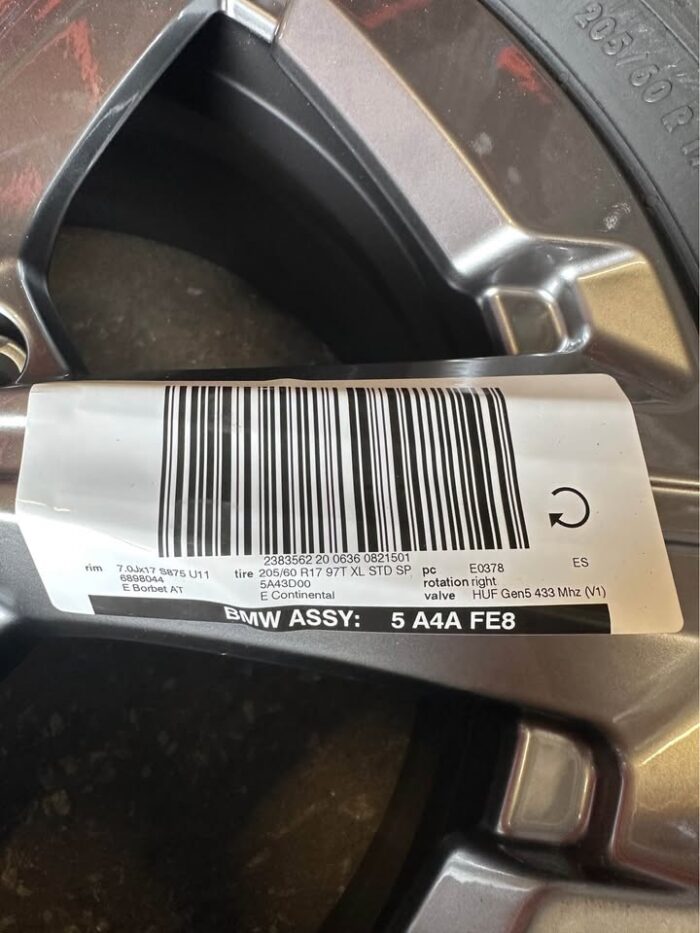 205/60 R 1
2383562 20 0636 0821501
rim 7.0Jx17 S875 U11 tire 205/60 R17 97T XL STD SP pc E0378 ES
6898044 5A43D00 rotation right
E Borbet AT E Continental valve HUF Gen5 433 Mhz (V1)
BMW ASSY: 5 A4A FE8